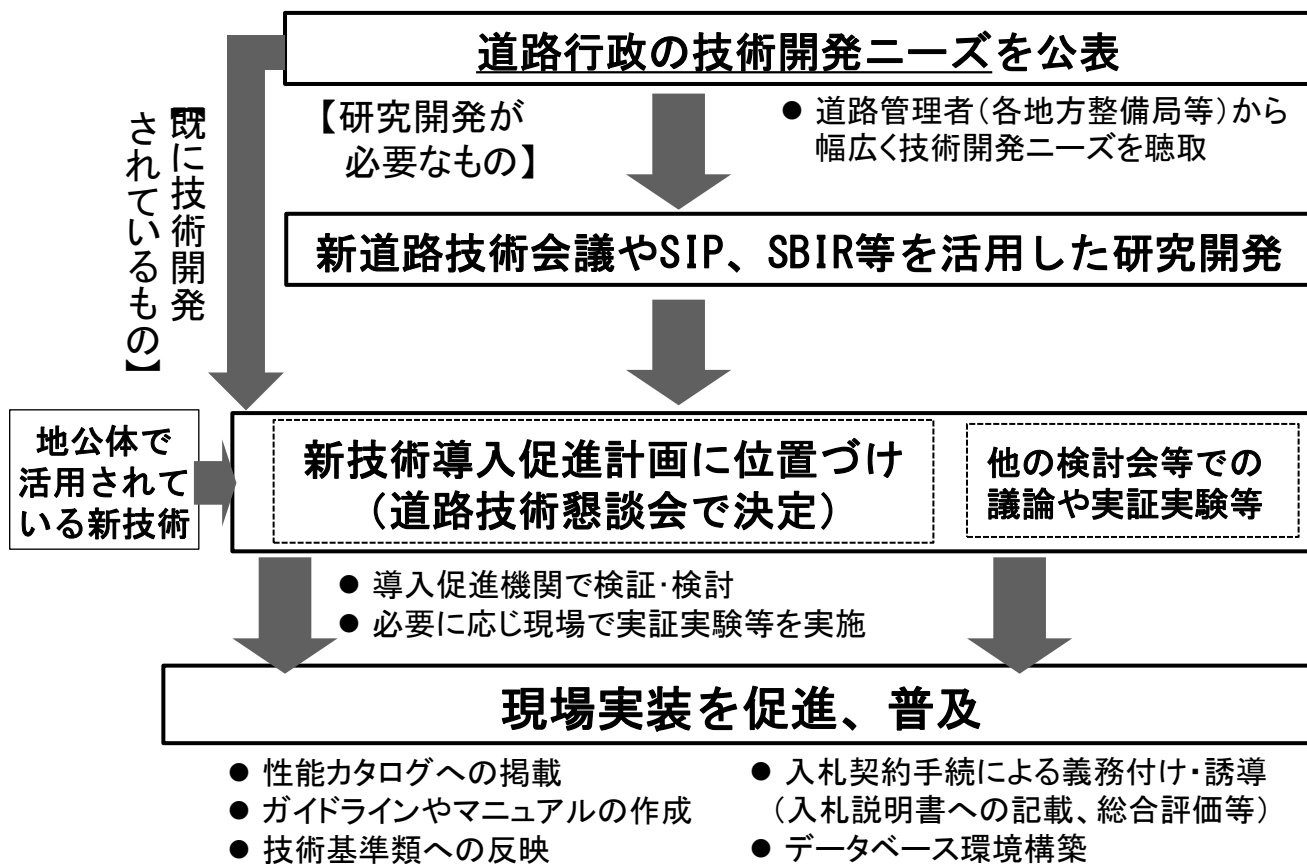 道路行政の技術開発ニーズを公表
【既に技術開発
されているもの】
【研究開発が
必要なもの】
● 道路管理者（各地方整備局等）から
幅広く技術開発ニーズを聴取
新道路技術会議やSIP、SBIR等を活用した研究開発
地公体で
活用されて
いる新技術
新技術導入促進計画に位置づけ
（道路技術懇談会で決定）
他の検討会等での
議論や実証実験等
● 導入促進機関で検証・検討
● 必要に応じ現場で実証実験等を実施
現場実装を促進、普及
● 性能カタログへの掲載
● ガイドラインやマニュアルの作成
● 技術基準類への反映
● 入札契約手続による義務付け・誘導
（入札説明書への記載、総合評価等）
● データベース環境構築